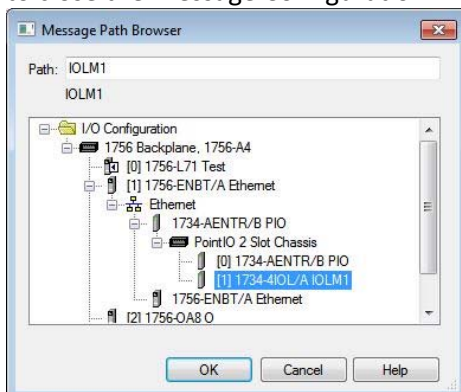 Message Path Browser
Path: IOLM1
IOLM1
I/O Configuration
1756 Backplane, 1756-A4
[0] 1756-L71 Test
[1] 1756-ENBT/A Ethernet
Ethernet
1734-AENTR/B PIO
PointIO 2 Slot Chassis
[0] 1734-AENTR/B PIO
[1] 1734-4IOL/A IOLM1
1756-ENBT/A Ethernet
[2] 1756-OA8 O
OK Cancel Help